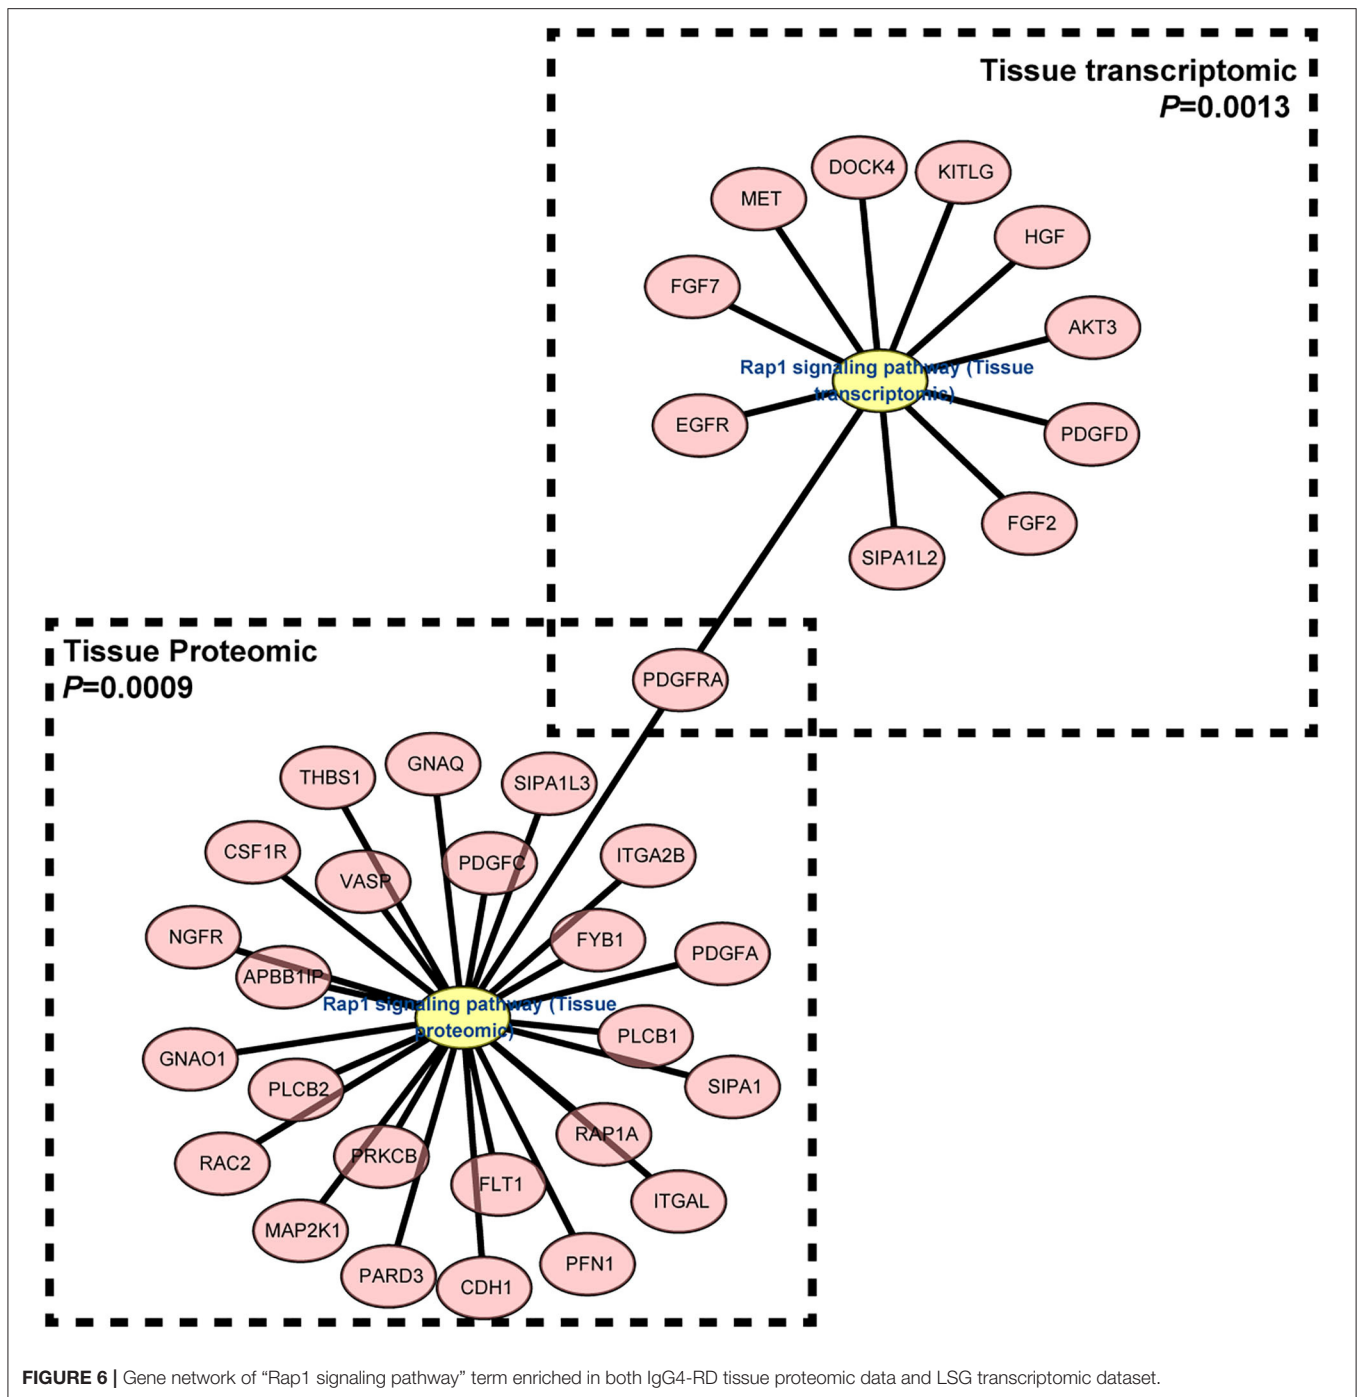 Tissue transcriptomic
P=0.0013
DOCK4
KITLG
MET
HGF
FGF7
AKT3
Rap1 signaling pathway (Tissue
transcriptomic)
EGFR
PDGFD
FGF2
SIPA1L2
Tissue Proteomic
P=0.0009
PDGFRA
GNAQ
THBS1
SIPA1L3
CSF1R
ITGA2B
PDGFC
VASP
NGFR
FYB1
PDGFA
APBB1IP
Rap1 signaling pathway (Tissue
proteomic)
PLCB1
GNAO1
SIPA1
PLCB2
RAP1A
RAC2
PRKCB
FLT1
ITGAL
MAP2K1
PFN1
PARD3
CDH1
FIGURE 6 | Gene network of “Rap1 signaling pathway” term enriched in both IgG4-RD tissue proteomic data and LSG transcriptomic dataset.